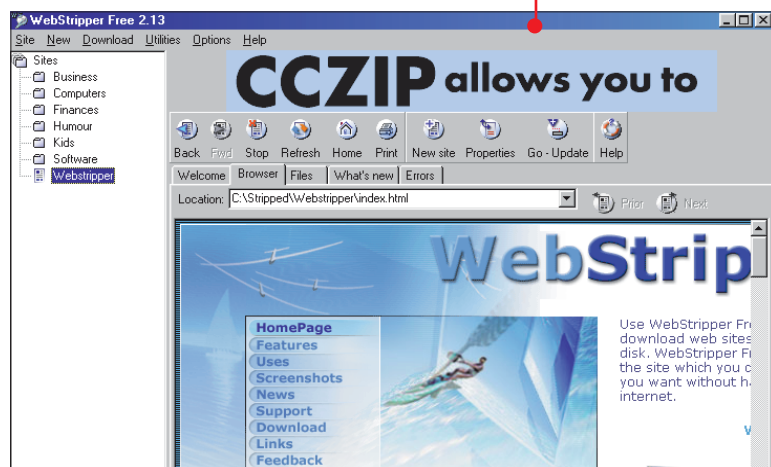 WebStripper Free 2.13
Site New Download Utilities Options Help
Sites
Business
Computers
Finances
Humour
Kids
Software
Webstripper
CCZIP allows you to
Back Fwd Stop Refresh Home Print New site Properties Go - Update Help
Welcome Browser Files What's new Errors
Location: C:\Stripped\Webstripper\index.html Prior Next
WebStrip
HomePage
Features
Uses
Screenshots
News
Support
Download
Links
Feedback
Use WebStripper Fr
download web sites
disk. WebStripper F
the site which you
you want without
internet.